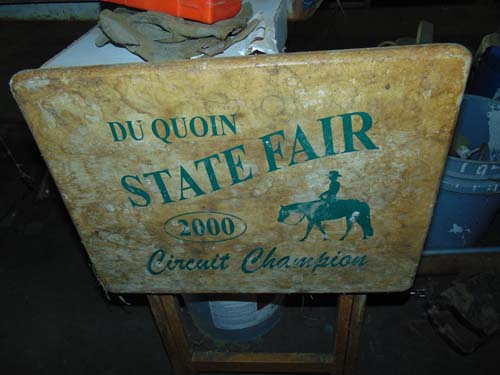 DU QUOIN
STATE FAIR
2000
Circuit Champion